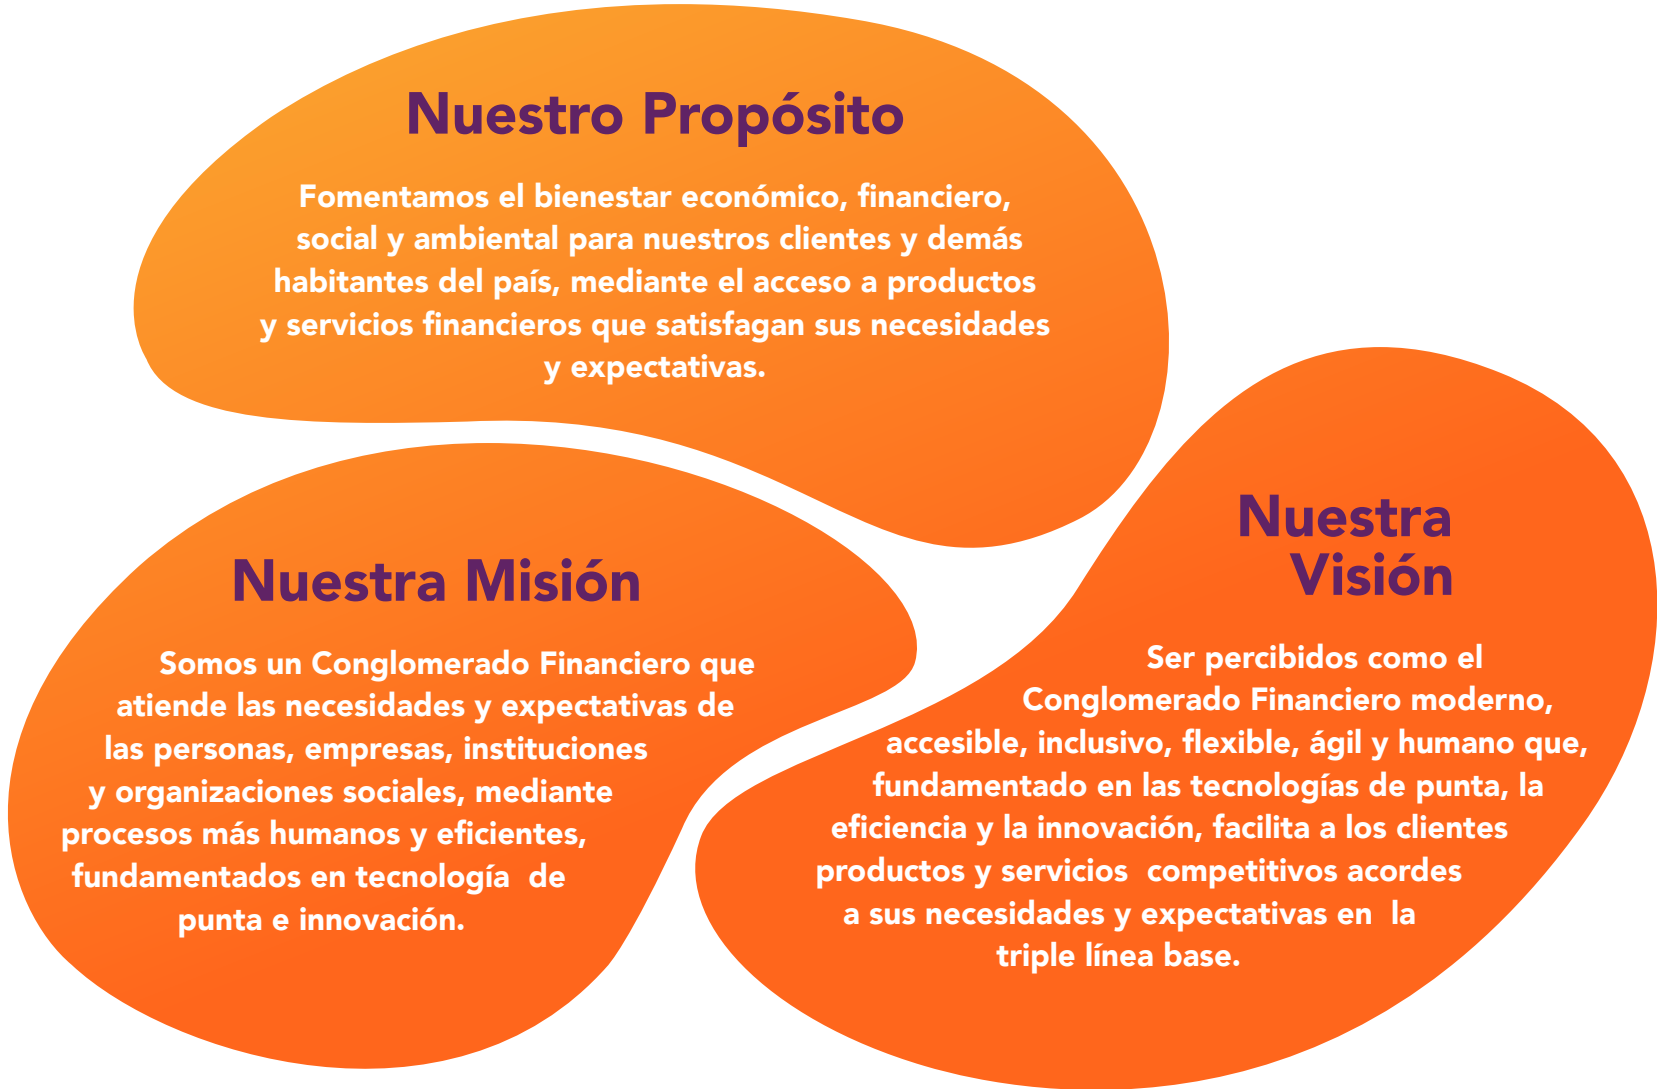 Nuestro Propósito
Fomentamos el bienestar económico, financiero,
social y ambiental para nuestros clientes y demás
habitantes del país, mediante el acceso a productos
y servicios financieros que satisfagan sus necesidades
y expectativas.
Nuestra Misión
Somos un Conglomerado Financiero que
atiende las necesidades y expectativas de
las personas, empresas, instituciones
y organizaciones sociales, mediante
procesos más humanos y eficientes,
fundamentados en tecnología de
punta e innovación.
Nuestra
Visión
Ser percibidos como el
Conglomerado Financiero moderno,
accesible, inclusivo, flexible, ágil y humano que,
fundamentado en las tecnologías de punta, la
eficiencia y la innovación, facilita a los clientes
productos y servicios competitivos acordes
a sus necesidades y expectativas en la
triple línea base.